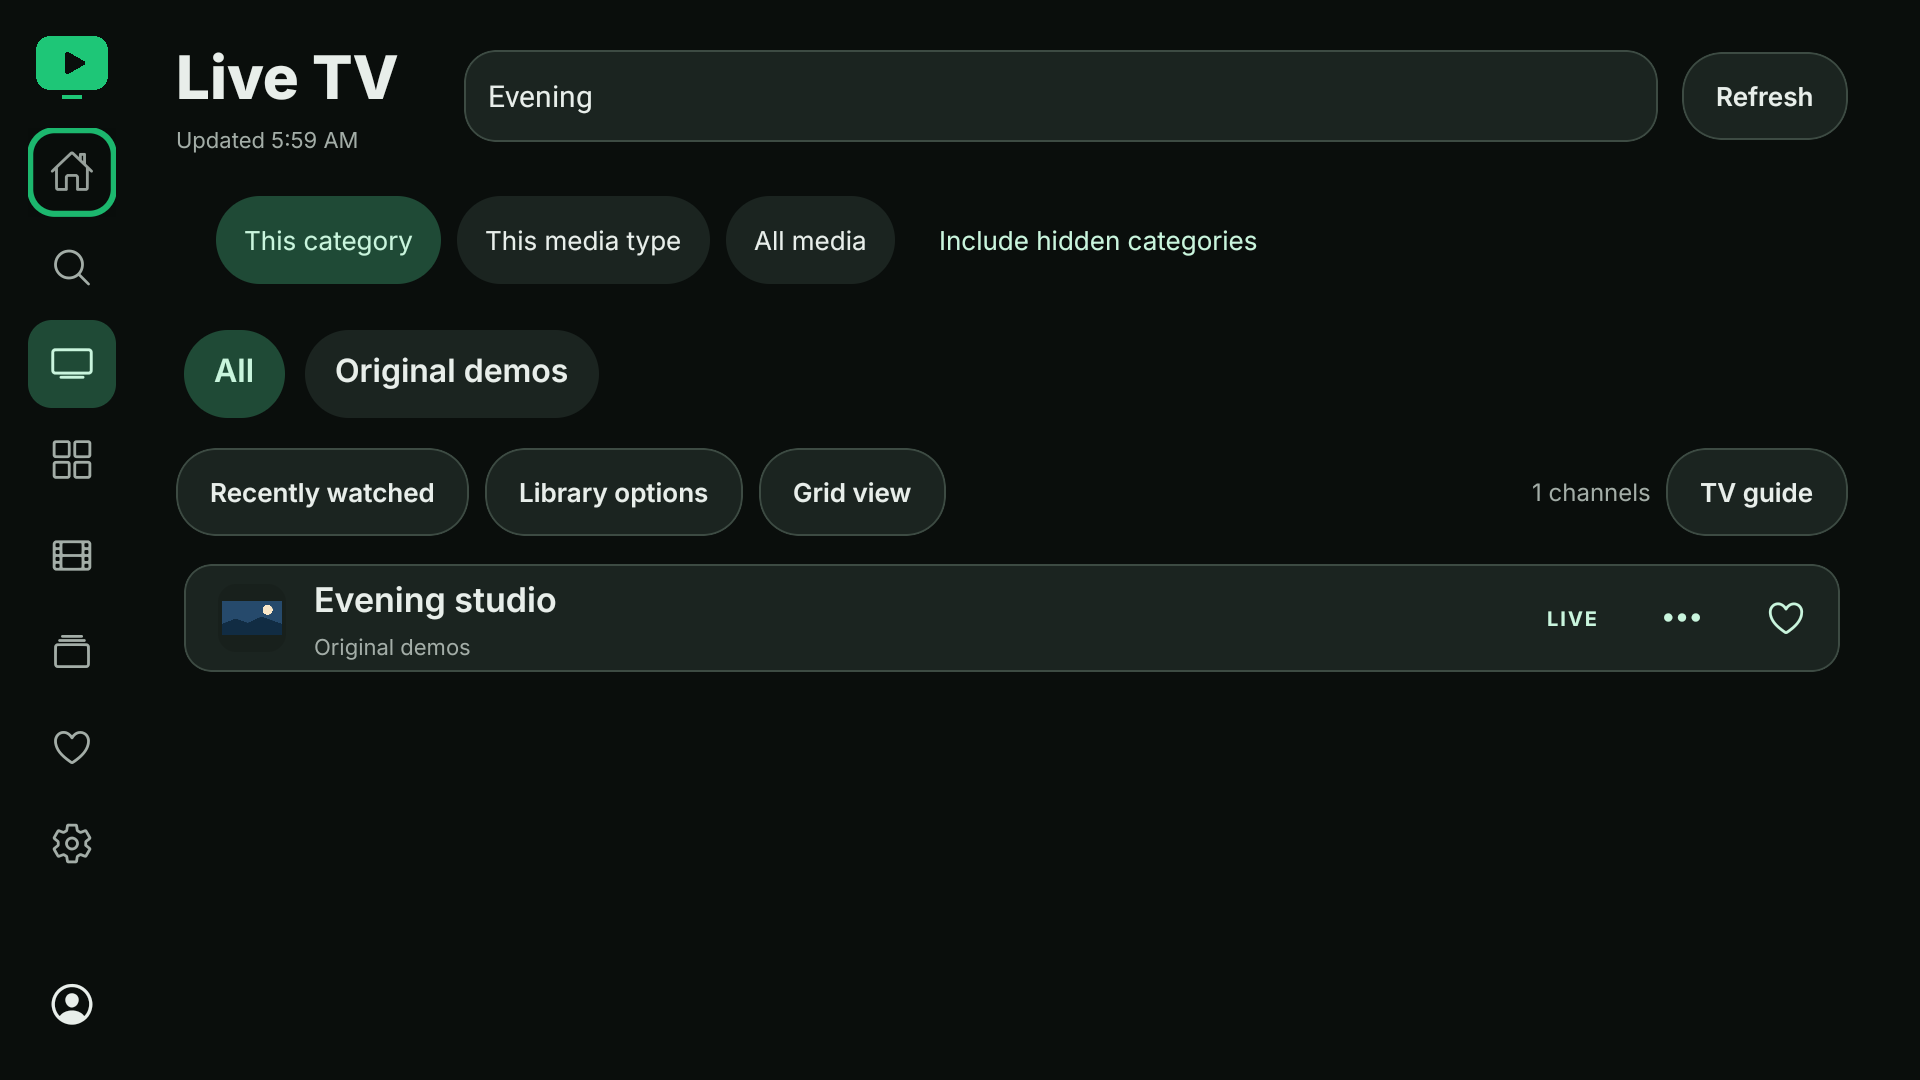 Live TV
Evening
Refresh
Updated 5:59 AM
This category
This media type
All media
Include hidden categories
All
Original demos
Recently watched
Library options
Grid view
1 channels
TV guide
Evening studio
Original demos
LIVE